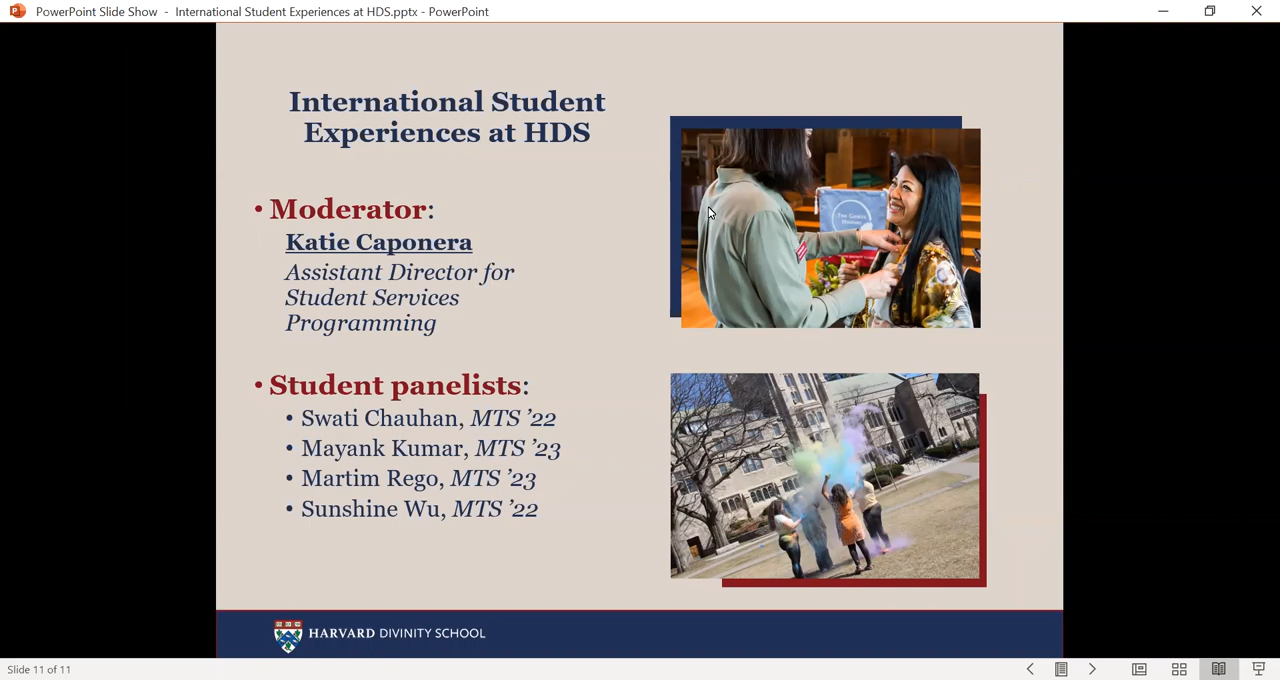 PowerPoint Slide Show - International Student Experiences at HDS.pptx - PowerPoint
International Student
Experiences at HDS
• Moderator:
Katie Caponera
Assistant Director for
Student Services
Programming
• Student panelists:
• Swati Chauhan, MTS ’22
• Mayank Kumar, MTS ’23
• Martim Rego, MTS ’23
• Sunshine Wu, MTS ’22
HARVARD DIVINITY SCHOOL
Slide 11 of 11